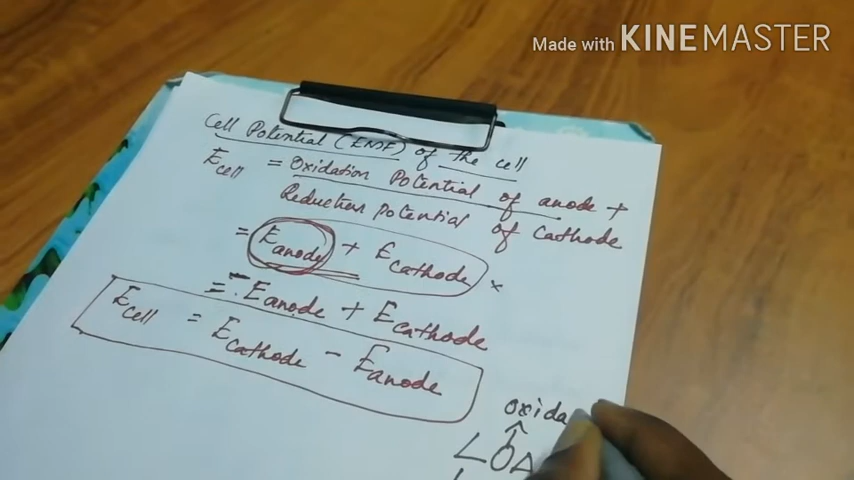 Made with KINEMASTER
Cell Potential (EMF) of the cell
Ecell = Oxidation Potential of anode +
Reduction potential of Cathode
= Eanode + Ecathode ×
= - Eanode + Ecathode
Ecell = Ecathode - Eanode
oxida
LOA